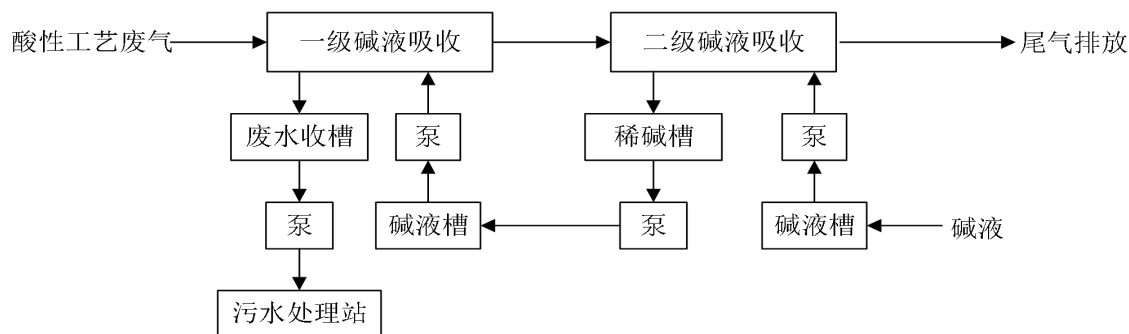 酸性工艺废气
一级碱液吸收
二级碱液吸收
尾气排放
废水收槽
泵
稀碱槽
泵
泵
碱液槽
泵
碱液槽
碱液
污水处理站